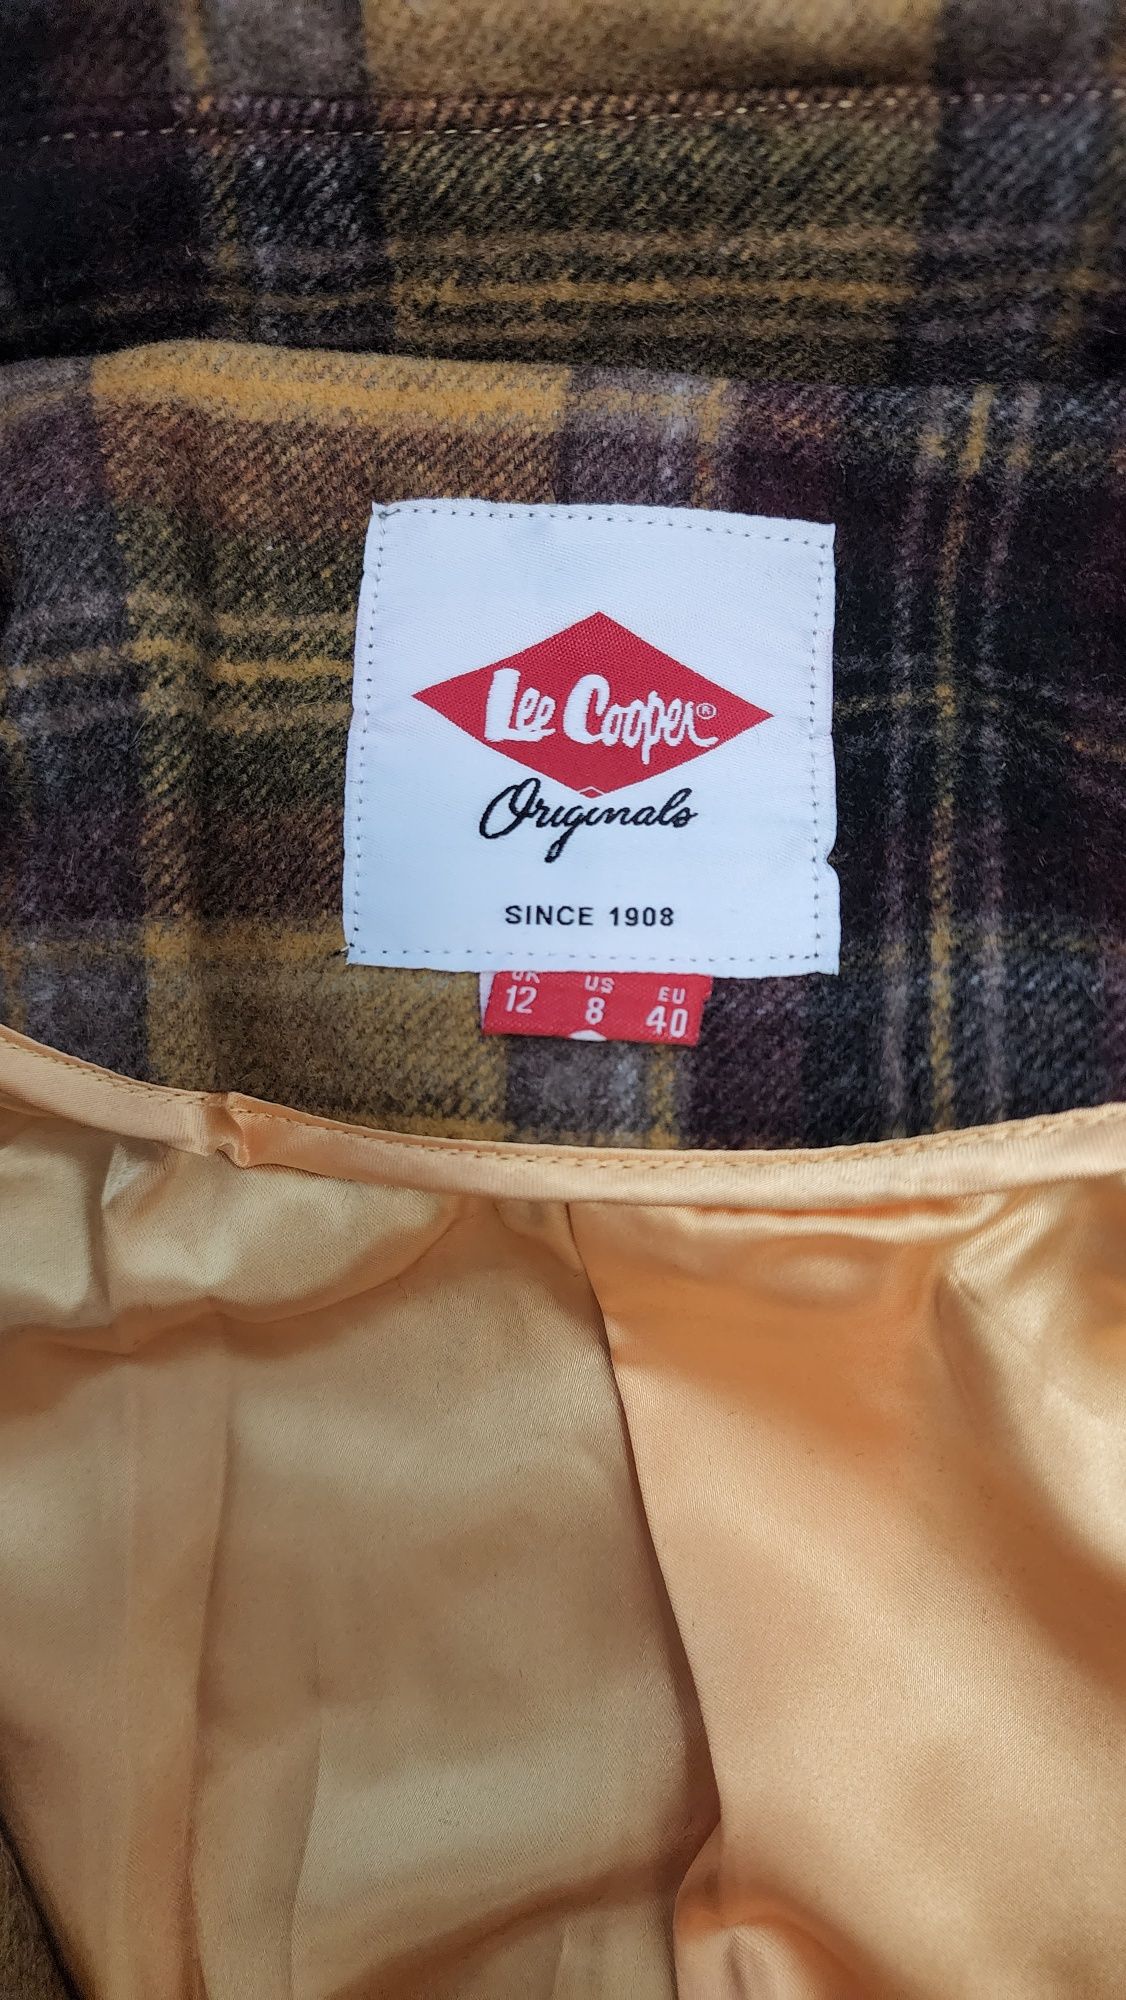 Lee Cooper®
Originals
SINCE 1908
UK US EU
12 8 40